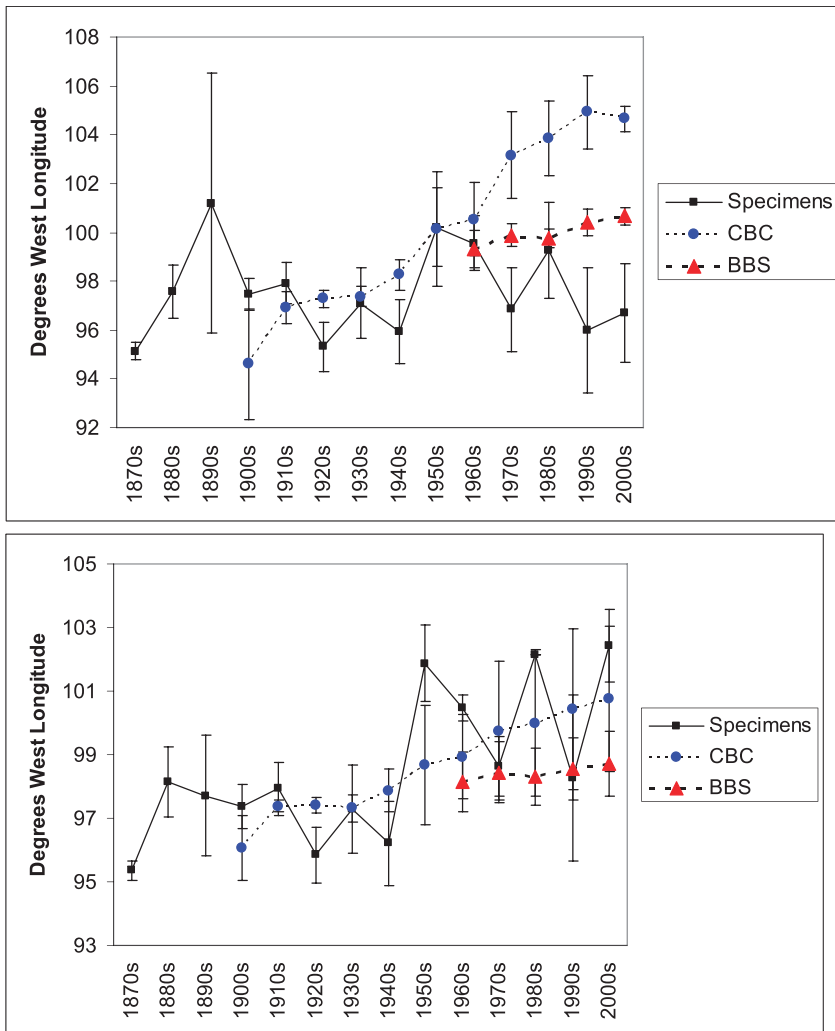 108
106
104
102
100
98
96
94
92
Degrees West Longitude
1870s
1880s
1890s
1900s
1910s
1920s
1930s
1940s
1950s
1960s
1970s
1980s
1990s
2000s
Specimens
CBC
BBS
105
103
101
99
97
95
93
Degrees West Longitude
1870s
1880s
1890s
1900s
1910s
1920s
1930s
1940s
1950s
1960s
1970s
1980s
1990s
2000s
Specimens
CBC
BBS